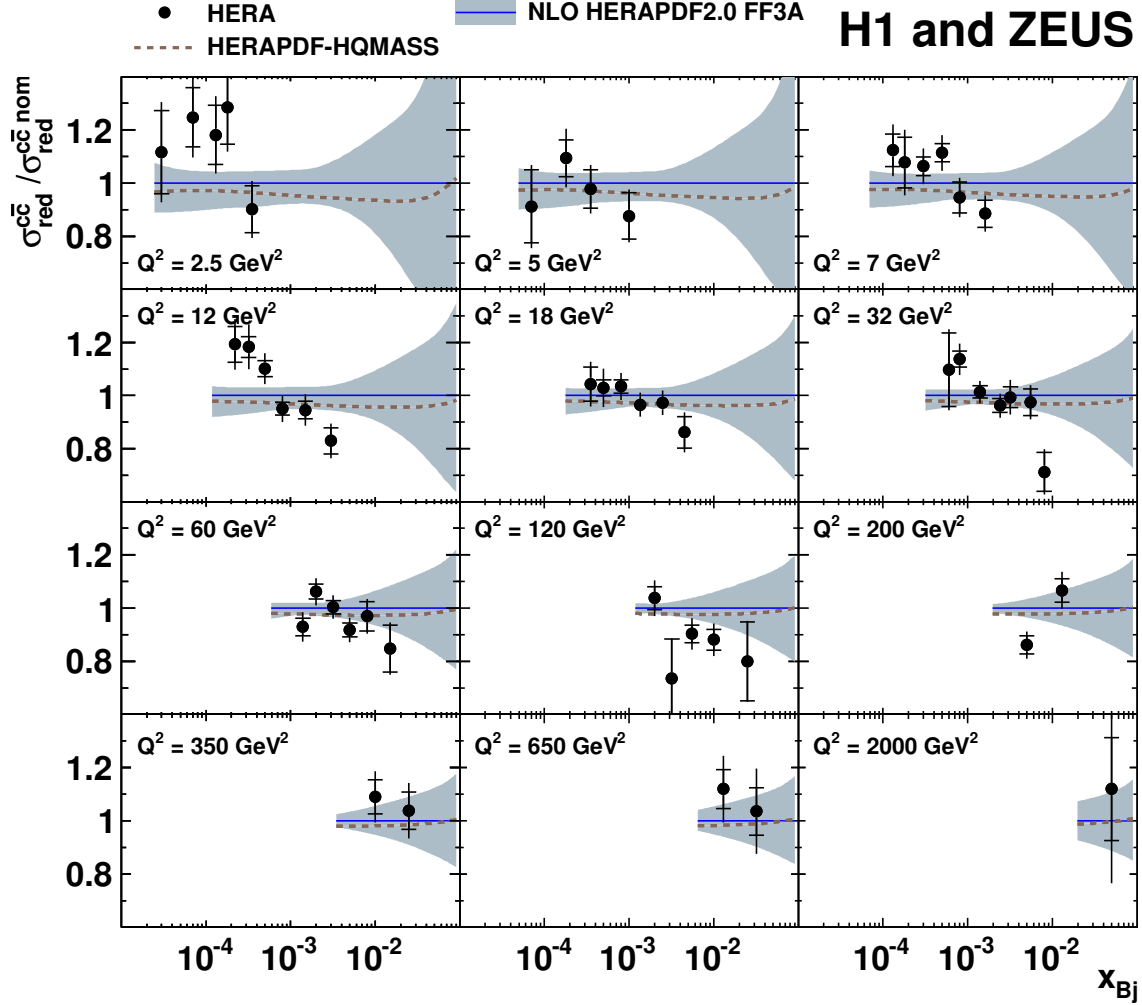 HERA
NLO HERAPDF2.0 FF3A
HERAPDF-HQMASS
H1 and ZEUS
σ_red^cc̄ / σ_red^cc̄ nom
1.2
1
0.8
Q² = 2.5 GeV²
Q² = 5 GeV²
Q² = 7 GeV²
1.2
1
0.8
Q² = 12 GeV²
Q² = 18 GeV²
Q² = 32 GeV²
1.2
1
0.8
Q² = 60 GeV²
Q² = 120 GeV²
Q² = 200 GeV²
1.2
1
0.8
Q² = 350 GeV²
Q² = 650 GeV²
Q² = 2000 GeV²
10⁻⁴ 10⁻³ 10⁻² 10⁻⁴ 10⁻³ 10⁻² 10⁻⁴ 10⁻³ 10⁻²
x_Bj